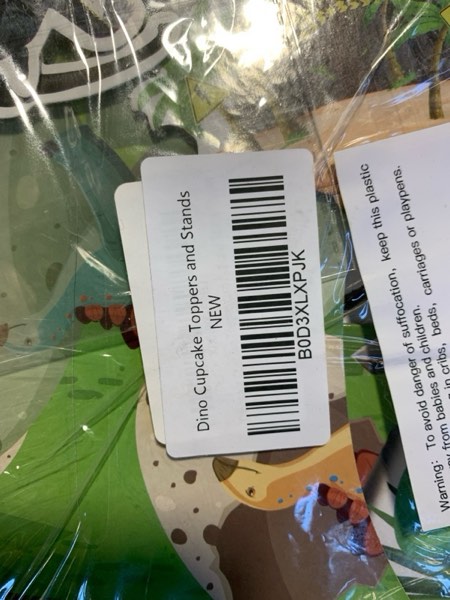 Dino Cupcake Toppers and Stands
NEW
B0D3XLXPJK
Warning: To avoid danger of suffocation, keep this plastic
from babies and children.
in cribs, beds, carriages or playpens.